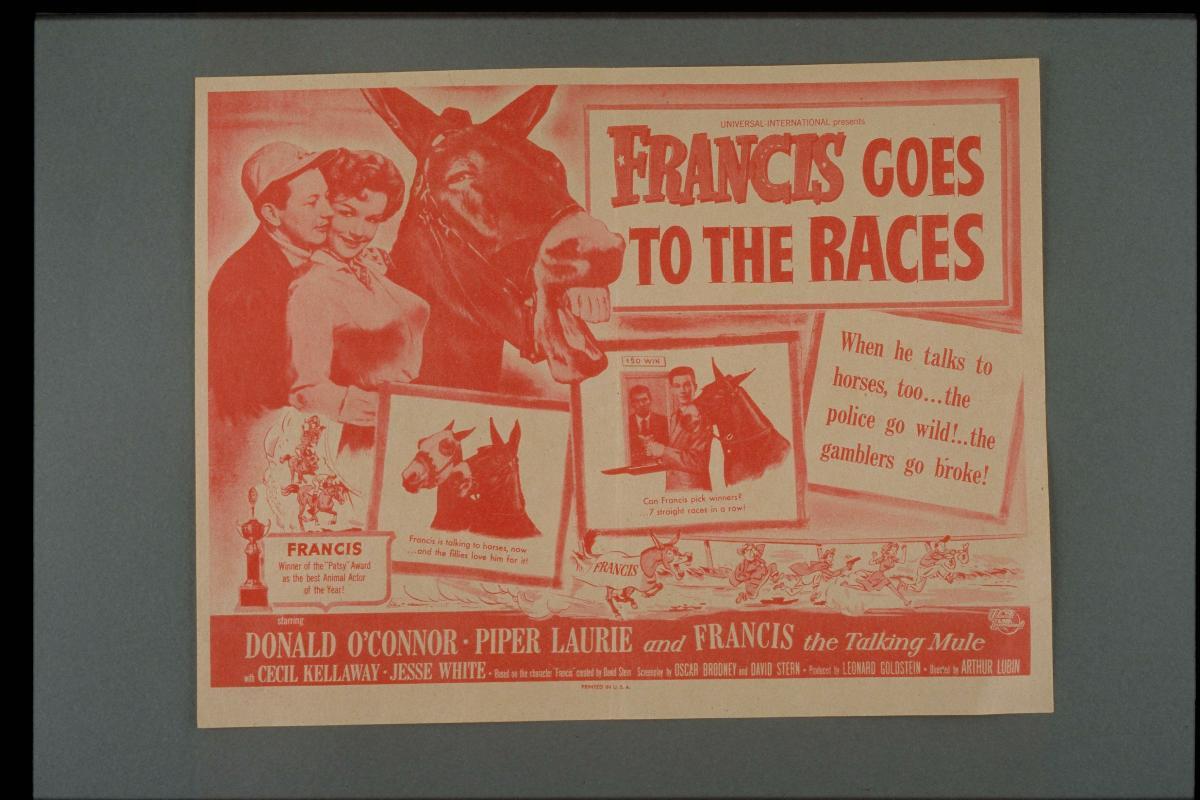 UNIVERSAL-INTERNATIONAL presents
FRANCIS GOES
TO THE RACES
When he talks to
horses, too...the
police go wild!..the
gamblers go broke!
$50 WIN
Can Francis pick winners?
...7 straight races in a row!
Francis is talking to horses, now
...and the fillies love him for it!
FRANCIS
Winner of the "Patsy" Award
as the best Animal Actor
of the Year!
FRANCIS
starring
DONALD O'CONNOR · PIPER LAURIE and FRANCIS the Talking Mule
with CECIL KELLAWAY · JESSE WHITE · Based on the character 'Francis' created by David Stern Screenplay by OSCAR BRODNEY and DAVID STERN · Produced by LEONARD GOLDSTEIN · Directed by ARTHUR LUBIN
PRINTED IN U.S.A.